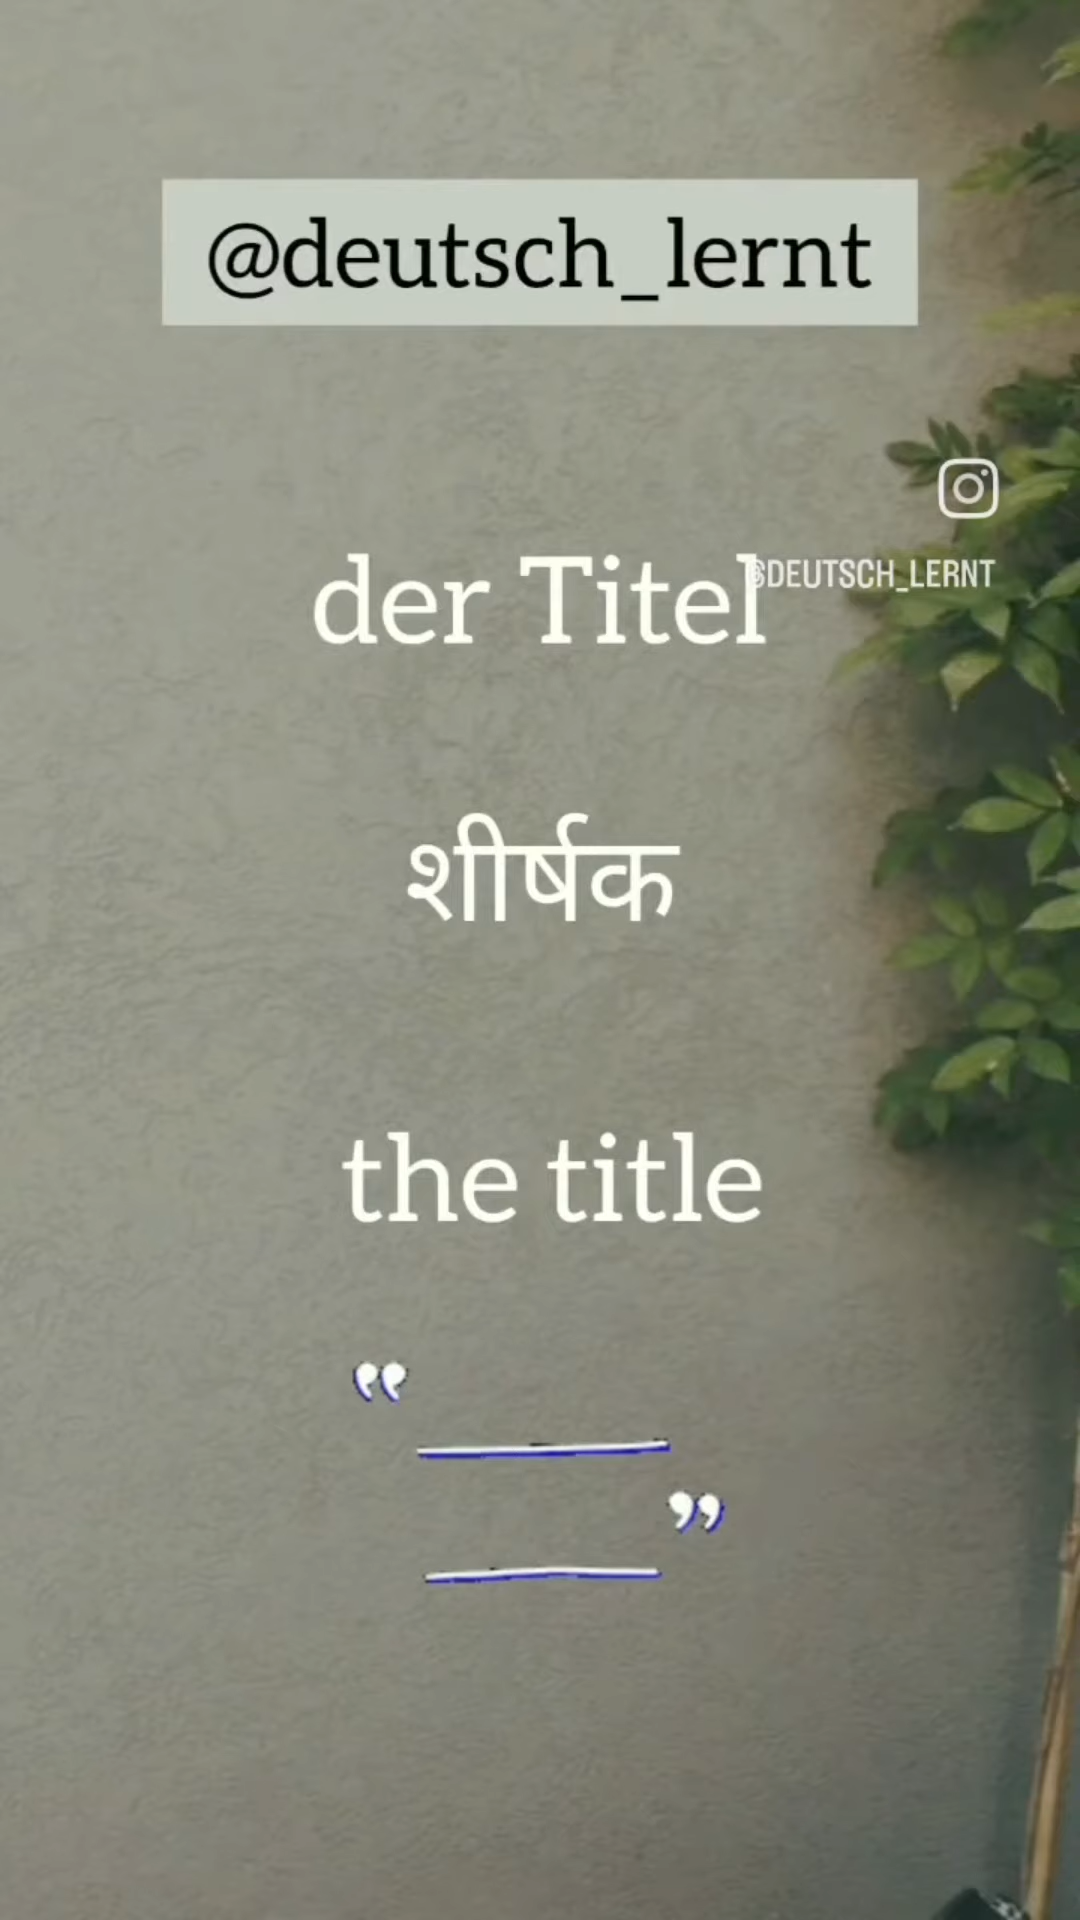 @deutsch_lernt
@DEUTSCH_LERNT
der Titel
शीर्षक
the title